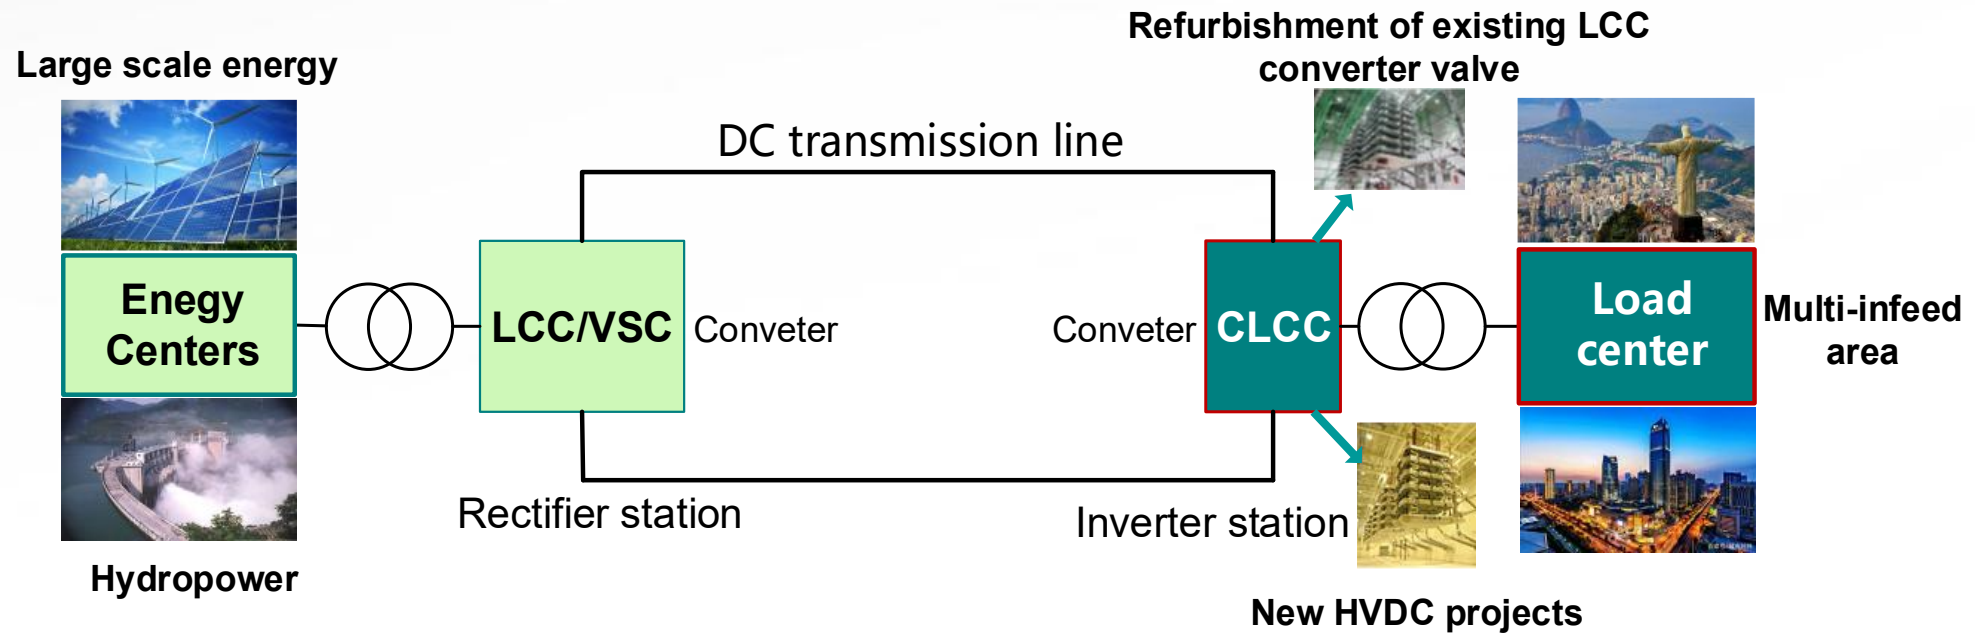 Refurbishment of existing LCC
converter valve
Large scale energy
DC transmission line
Enegy
Centers
LCC/VSC
Conveter
Conveter
CLCC
Load
center
Multi-infeed
area
Rectifier station
Inverter station
Hydropower
New HVDC projects